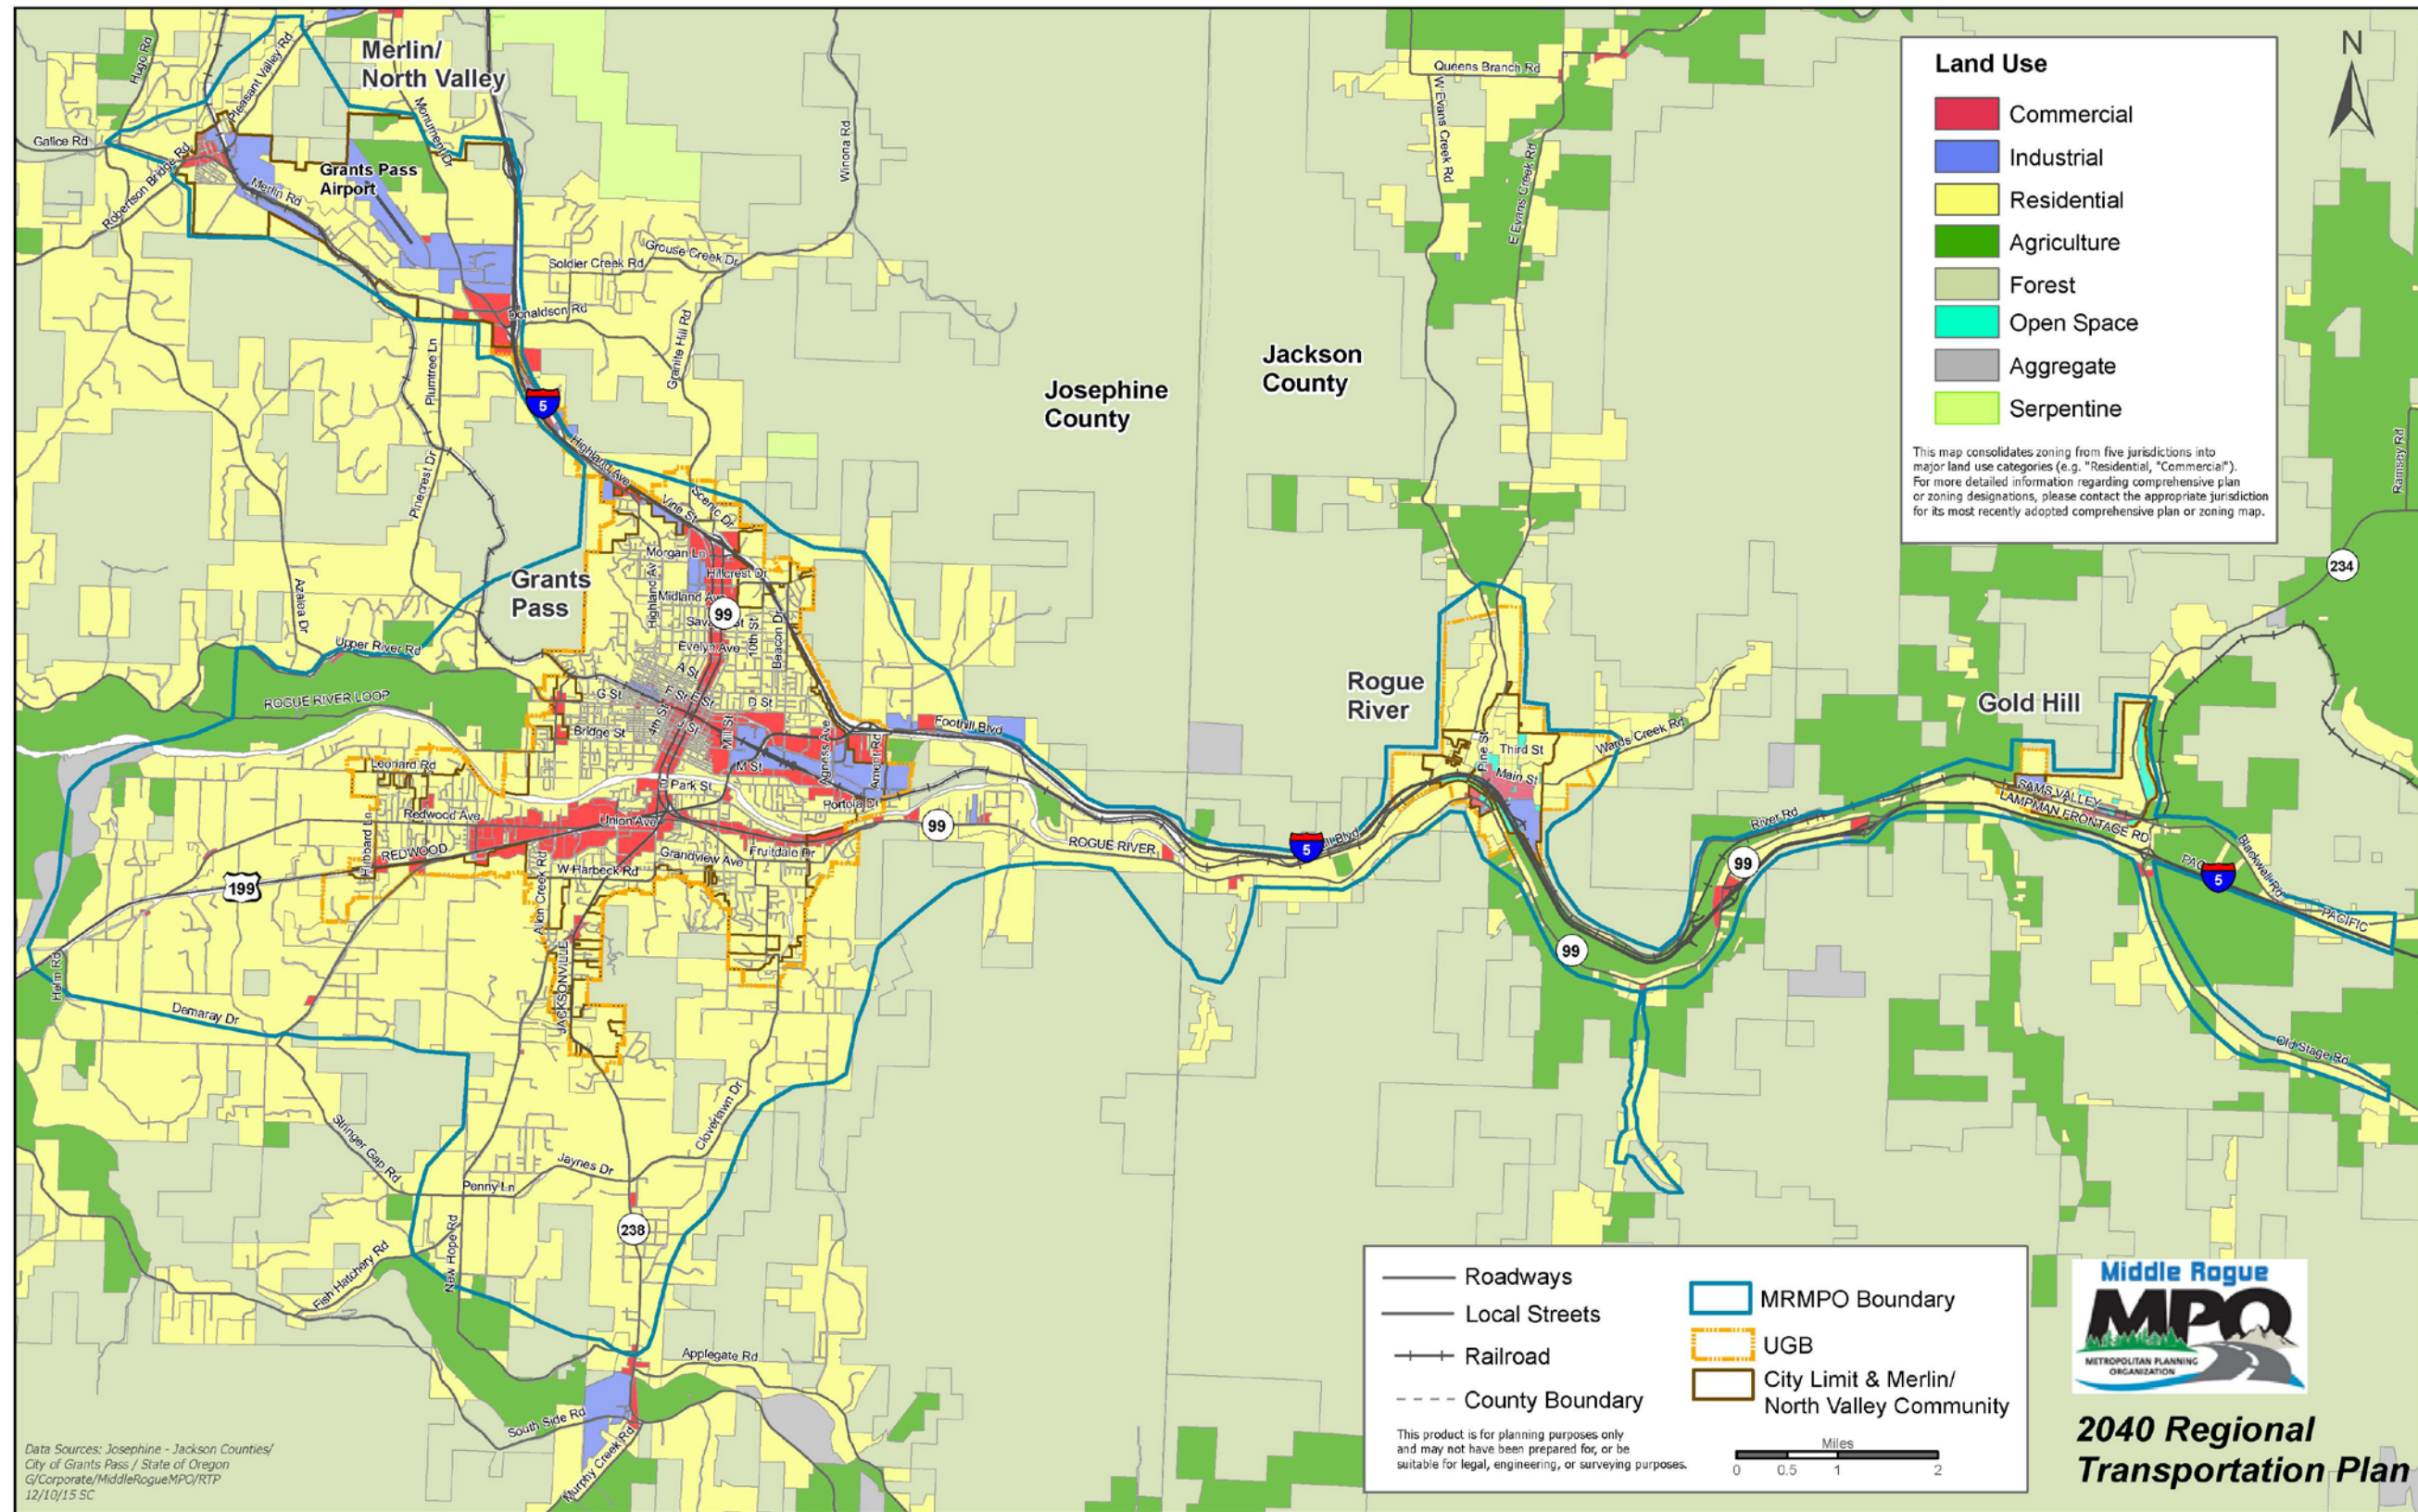 Merlin/
North Valley
Hugo Rd
Pleasant Valley Rd
Monument Dr
Galice Rd
Robertson Bridge Rd
Merlin Rd
Grants Pass
Airport
Winona Rd
Grouse Creek Dr
Soldier Creek Rd
Donaldson Rd
Granite Hill Rd
Plumtree Ln
5
Highland Ave
Pinecrest Dr
Vine St
Scenic Dr
Morgan Ln
Hillcrest Dr
Highland Av
Midland Ave
99
Grants
Pass
Azalea Dr
10th St
Beacon Dr
Evelyn Ave
Upper River Rd
A St
ROGUE RIVER LOOP
G St
F St
E St
D St
4th St
J St
Mill St
Bridge St
Foothill Blvd
Agness Ave
Ament Rd
M St
Leonard Rd
E Park St
Portola Dr
Redwood Ave
Union Ave
99
Hubbard Ln
REDWOOD
Grandview Ave
Fruitdale Dr
ROGUE RIVER
199
W Harbeck Rd
Allen Creek Rd
JACKSONVILLE
Helm Rd
Demaray Dr
Stringer Gap Rd
Cloverlawn Dr
Jaynes Dr
Penny Ln
238
New Hope Rd
Fish Hatchery Rd
Applegate Rd
South Side Rd
Murphy Creek Rd
Josephine
County
Jackson
County
Queens Branch Rd
W Evans Creek Rd
E Evans Creek Rd
Rogue
River
Pine St
Third St
Main St
Wards Creek Rd
5
99
99
River Rd
Gold Hill
SAMS VALLEY
LAMPMAN FRONTAGE RD
5
Blackwell Rd
PACIFIC
Old Stage Rd
234
Ramsey Rd
N
Land Use
Commercial
Industrial
Residential
Agriculture
Forest
Open Space
Aggregate
Serpentine
This map consolidates zoning from five jurisdictions into
major land use categories (e.g. "Residential, "Commercial").
For more detailed information regarding comprehensive plan
or zoning designations, please contact the appropriate jurisdiction
for its most recently adopted comprehensive plan or zoning map.
Roadways
Local Streets
Railroad
County Boundary
MRMPO Boundary
UGB
City Limit & Merlin/
North Valley Community
This product is for planning purposes only
and may not have been prepared for, or be
suitable for legal, engineering, or surveying purposes.
Miles
0 0.5 1 2
Middle Rogue
MPO
METROPOLITAN PLANNING
ORGANIZATION
2040 Regional
Transportation Plan
Data Sources: Josephine - Jackson Counties/
City of Grants Pass / State of Oregon
G/Corporate/MiddleRogueMPO/RTP
12/10/15 SC